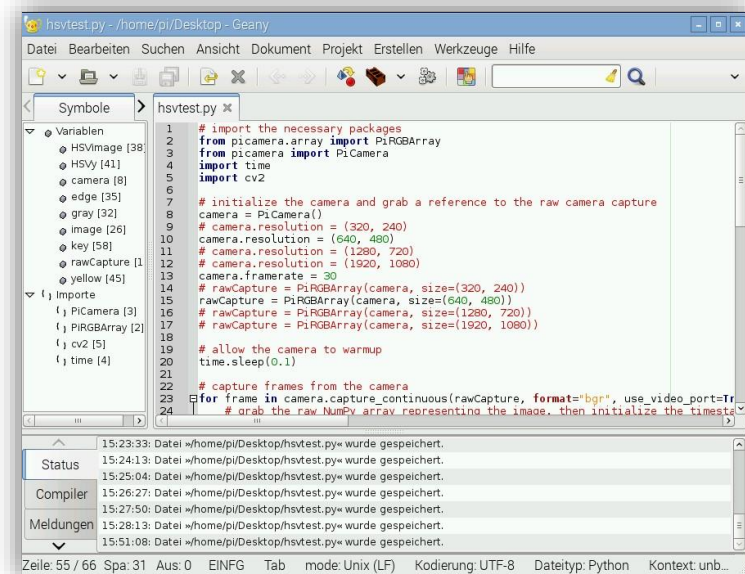 hsvtest.py - /home/pi/Desktop - Geany
Datei Bearbeiten Suchen Ansicht Dokument Projekt Erstellen Werkzeuge Hilfe
Symbole
hsvtest.py
Variablen
HSVimage [38]
HSVy [41]
camera [8]
edge [35]
gray [32]
image [26]
key [58]
rawCapture [1
yellow [45]
Importe
PiCamera [3]
PiRGBArray [2]
cv2 [5]
time [4]
1 # import the necessary packages
2 from picamera.array import PiRGBArray
3 from picamera import PiCamera
4 import time
5 import cv2
6
7 # initialize the camera and grab a reference to the raw camera capture
8 camera = PiCamera()
9 # camera.resolution = (320, 240)
10 camera.resolution = (640, 480)
11 # camera.resolution = (1280, 720)
12 # camera.resolution = (1920, 1080)
13 camera.framerate = 30
14 # rawCapture = PiRGBArray(camera, size=(320, 240))
15 rawCapture = PiRGBArray(camera, size=(640, 480))
16 # rawCapture = PiRGBArray(camera, size=(1280, 720))
17 # rawCapture = PiRGBArray(camera, size=(1920, 1080))
18
19 # allow the camera to warmup
20 time.sleep(0.1)
21
22 # capture frames from the camera
23 for frame in camera.capture_continuous(rawCapture, format="bgr", use_video_port=Tr
24 # grab the raw NumPy array representing the image, then initialize the timesta
Status
Compiler
Meldungen
15:23:33: Datei »/home/pi/Desktop/hsvtest.py« wurde gespeichert.
15:24:13: Datei »/home/pi/Desktop/hsvtest.py« wurde gespeichert.
15:25:04: Datei »/home/pi/Desktop/hsvtest.py« wurde gespeichert.
15:26:27: Datei »/home/pi/Desktop/hsvtest.py« wurde gespeichert.
15:27:50: Datei »/home/pi/Desktop/hsvtest.py« wurde gespeichert.
15:28:13: Datei »/home/pi/Desktop/hsvtest.py« wurde gespeichert.
15:51:08: Datei »/home/pi/Desktop/hsvtest.py« wurde gespeichert.
Zeile: 55 / 66 Spa: 31 Aus: 0 EINFG Tab mode: Unix (LF) Kodierung: UTF-8 Dateityp: Python Kontext: unb...